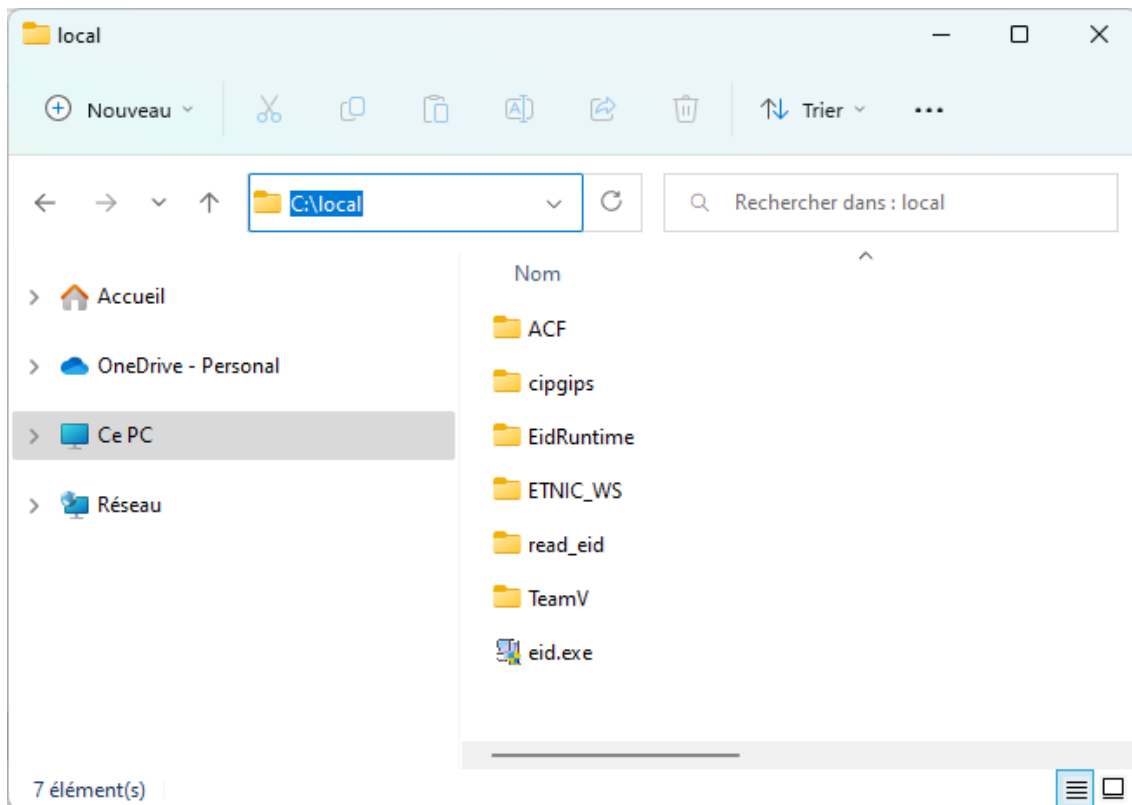 local
Nouveau
Trier
C:\local
Rechercher dans : local
Accueil
OneDrive - Personal
Ce PC
Réseau
Nom
ACF
cipgips
EidRuntime
ETNIC_WS
read_eid
TeamV
eid.exe
7 élément(s)